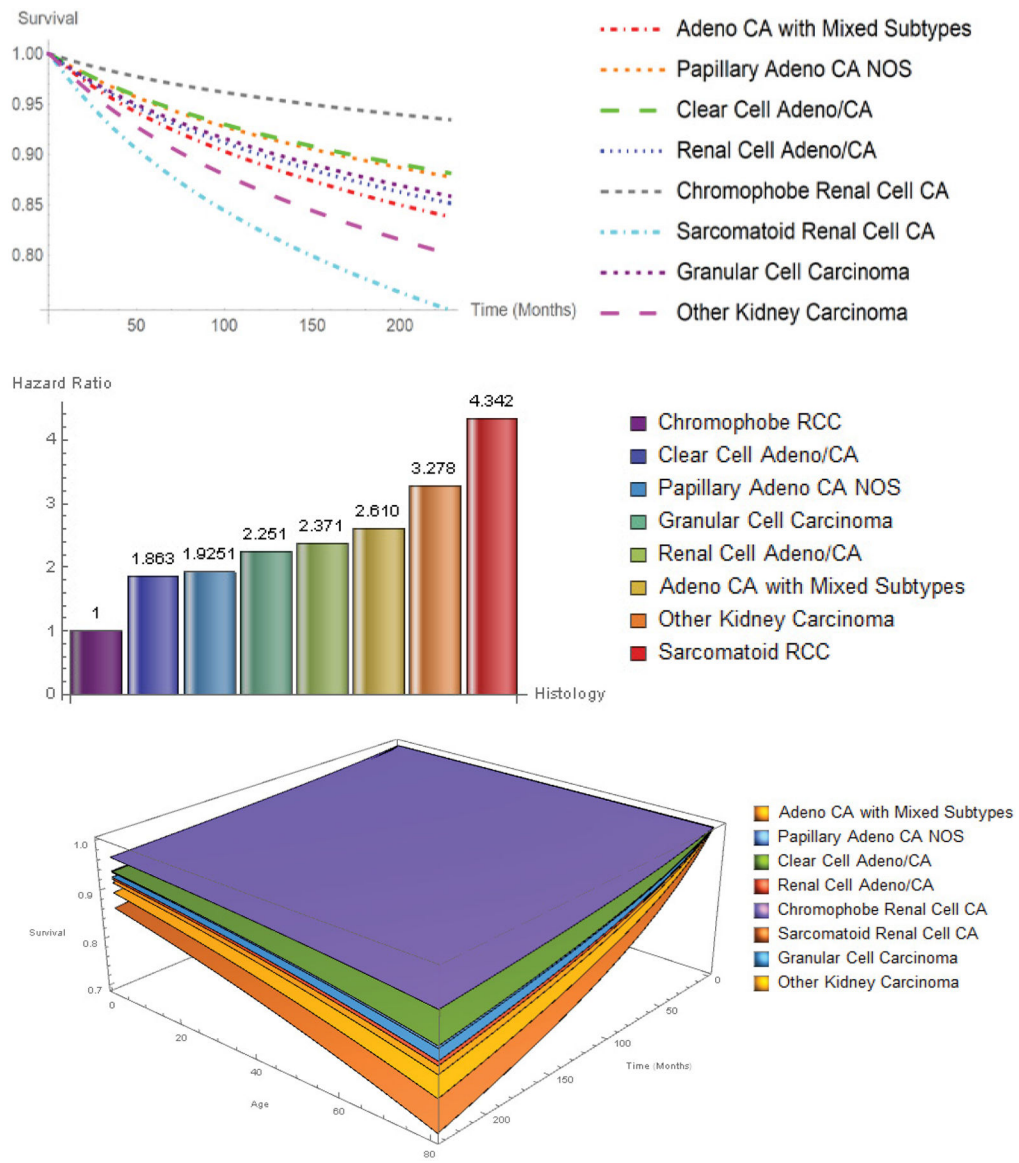 Survival
1.00
0.95
0.90
0.85
0.80
50 100 150 200
Time (Months)
Adeno CA with Mixed Subtypes
Papillary Adeno CA NOS
Clear Cell Adeno/CA
Renal Cell Adeno/CA
Chromophobe Renal Cell CA
Sarcomatoid Renal Cell CA
Granular Cell Carcinoma
Other Kidney Carcinoma
Hazard Ratio
4
3
2
1
0
1
1.863
1.9251
2.251
2.371
2.610
3.278
4.342
Histology
Chromophobe RCC
Clear Cell Adeno/CA
Papillary Adeno CA NOS
Granular Cell Carcinoma
Renal Cell Adeno/CA
Adeno CA with Mixed Subtypes
Other Kidney Carcinoma
Sarcomatoid RCC
1.0
0.9
Survival
0.8
0.7
0
20
40
Age
60
80
200
150
100
Time (Months)
50
0
Adeno CA with Mixed Subtypes
Papillary Adeno CA NOS
Clear Cell Adeno/CA
Renal Cell Adeno/CA
Chromophobe Renal Cell CA
Sarcomatoid Renal Cell CA
Granular Cell Carcinoma
Other Kidney Carcinoma